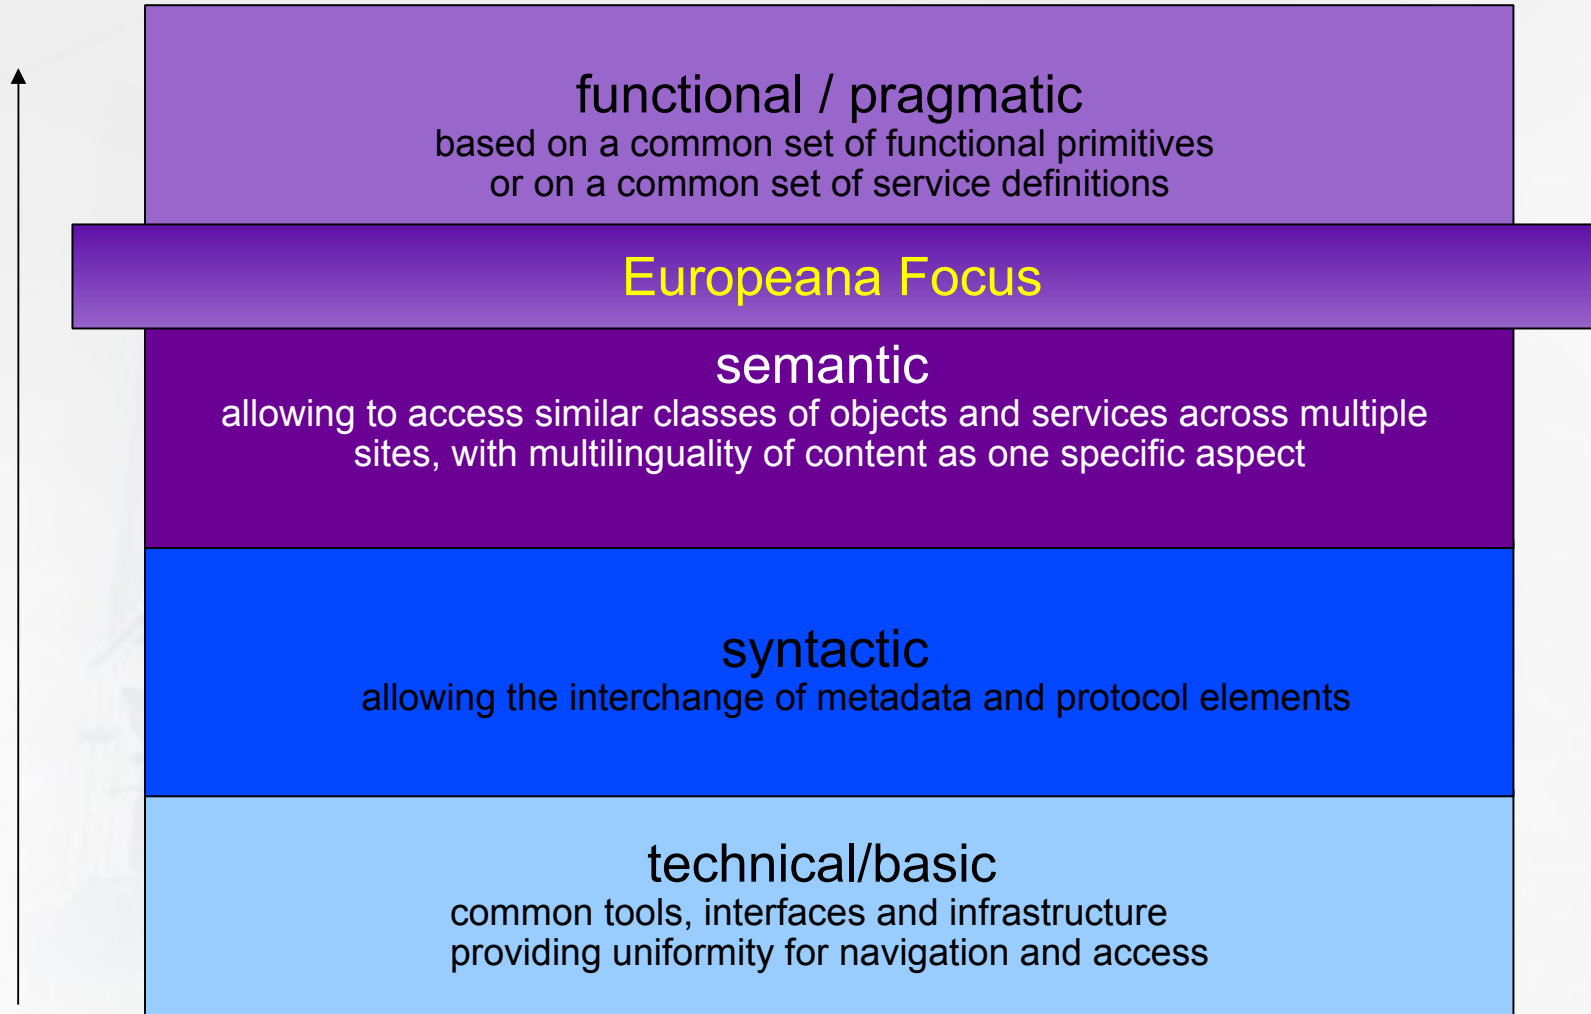 functional / pragmatic
based on a common set of functional primitives
or on a common set of service definitions
Europeana Focus
semantic
allowing to access similar classes of objects and services across multiple
sites, with multilinguality of content as one specific aspect
syntactic
allowing the interchange of metadata and protocol elements
technical/basic
common tools, interfaces and infrastructure
providing uniformity for navigation and access